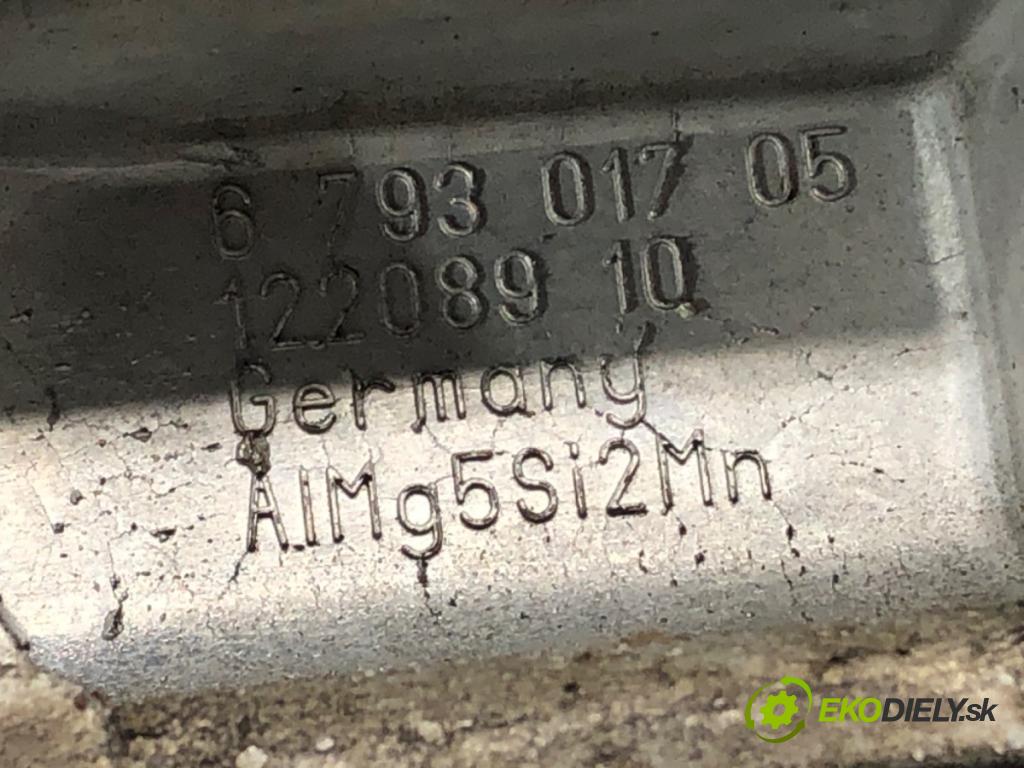 6 793 017 05
122089 10
Germany
AlMg5Si2Mn
EKODIELY.sk